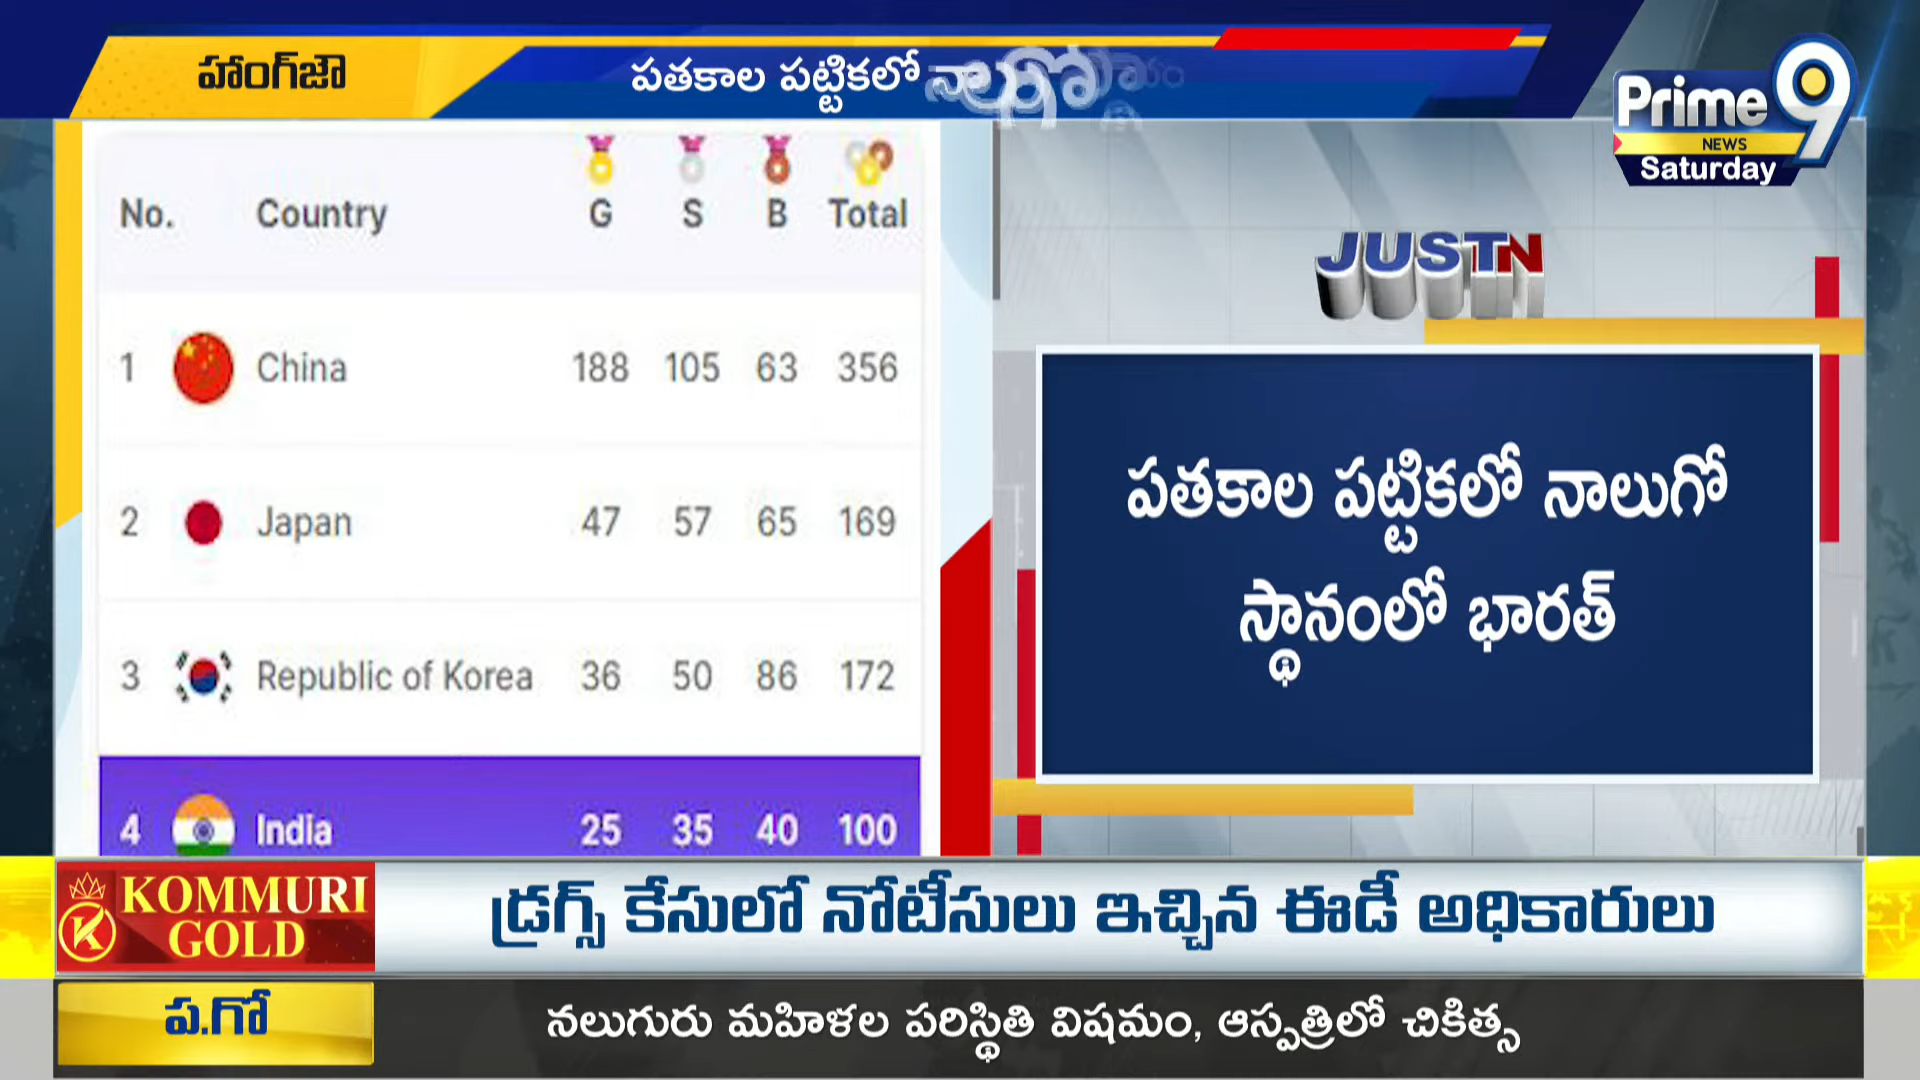 హాంగ్‌జౌ
పతకాల పట్టికలో నాలుగో
Prime 9
NEWS
Saturday
No. Country G S B Total
1 China 188 105 63 356
2 Japan 47 57 65 169
3 Republic of Korea 36 50 86 172
4 India 25 35 40 100
JUST N
పతకాల పట్టికలో నాలుగో
స్థానంలో భారత్
KOMMURI
GOLD
డ్రగ్స్ కేసులో నోటీసులు ఇచ్చిన ఈడీ అధికారులు
ప.గో
నలుగురు మహిళల పరిస్థితి విషమం, ఆస్పత్రిలో చికిత్స